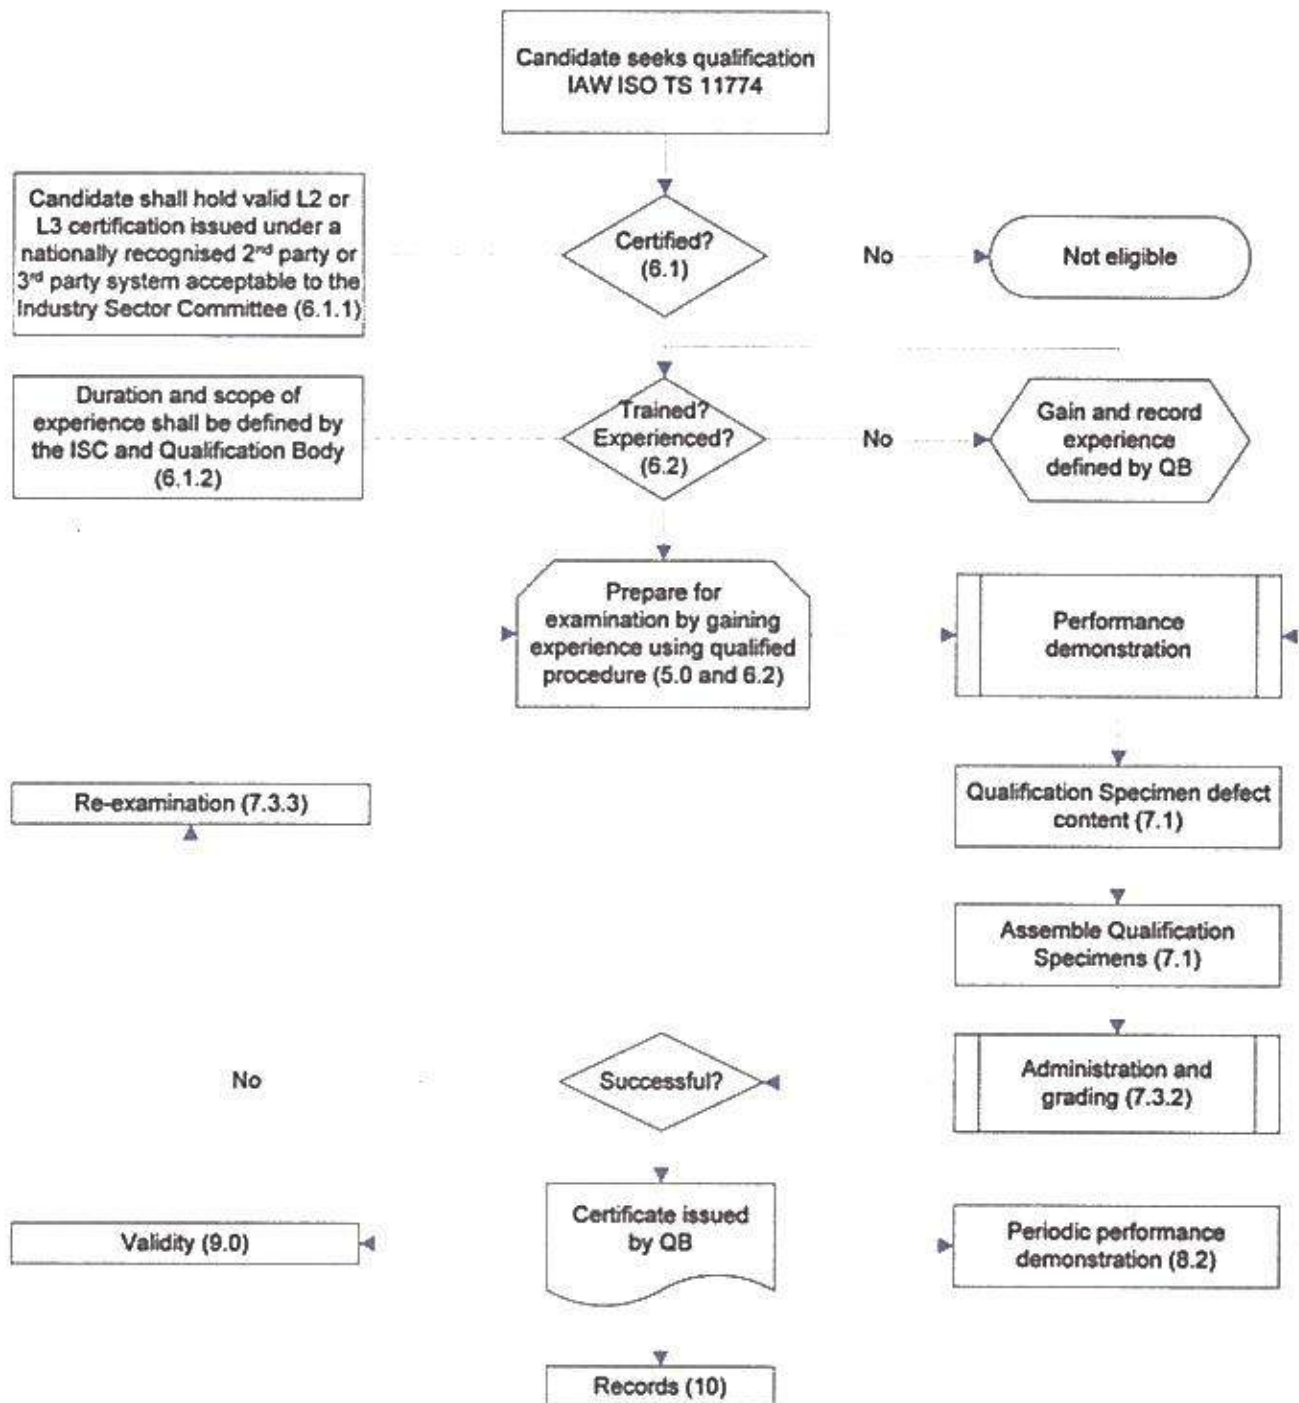 Candidate seeks qualification
IAW ISO TS 11774
Candidate shall hold valid L2 or
L3 certification issued under a
nationally recognised 2nd party or
3rd party system acceptable to the
Industry Sector Committee (6.1.1)
Certified?
(6.1)
No
Not eligible
Duration and scope of
experience shall be defined by
the ISC and Qualification Body
(6.1.2)
Trained?
Experienced?
(6.2)
No
Gain and record
experience
defined by QB
Prepare for
examination by gaining
experience using qualified
procedure (5.0 and 6.2)
Performance
demonstration
Re-examination (7.3.3)
Qualification Specimen defect
content (7.1)
Assemble Qualification
Specimens (7.1)
No
Successful?
Administration and
grading (7.3.2)
Validity (9.0)
Certificate issued
by QB
Periodic performance
demonstration (8.2)
Records (10)